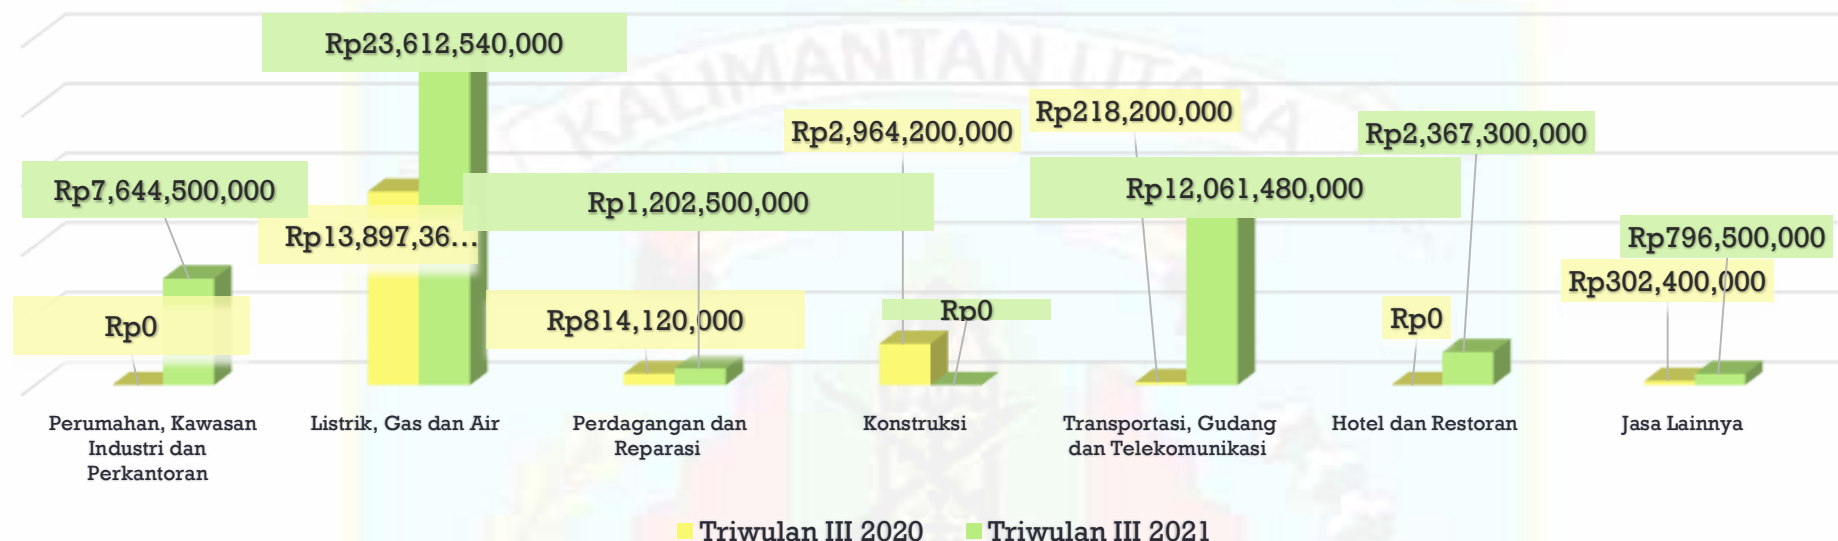 KALIMANTAN UTARA
Rp23,612,540,000
Rp218,200,000
Rp2,964,200,000
Rp2,367,300,000
Rp7,644,500,000
Rp1,202,500,000
Rp12,061,480,000
Rp13,897,36...
Rp796,500,000
Rp302,400,000
Rp0
Rp814,120,000
Rp0
Rp0
Perumahan, Kawasan
Industri dan
Perkantoran
Listrik, Gas dan Air
Perdagangan dan
Reparasi
Konstruksi
Transportasi, Gudang
dan Telekomunikasi
Hotel dan Restoran
Jasa Lainnya
Triwulan III 2020
Triwulan III 2021